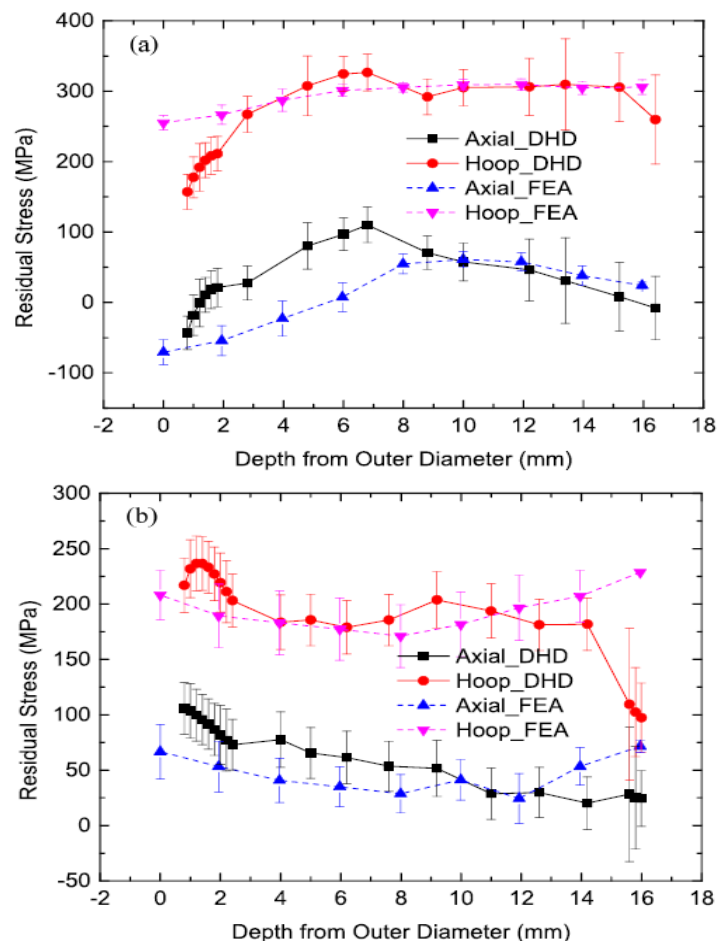 (a)
400
300
200
100
0
-100
Residual Stress (MPa)
Axial_DHD
Hoop_DHD
Axial_FEA
Hoop_FEA
-2 0 2 4 6 8 10 12 14 16 18
Depth from Outer Diameter (mm)
(b)
300
250
200
150
100
50
0
-50
Residual Stress (MPa)
Axial_DHD
Hoop_DHD
Axial_FEA
Hoop_FEA
-2 0 2 4 6 8 10 12 14 16 18
Depth from Outer Diameter (mm)